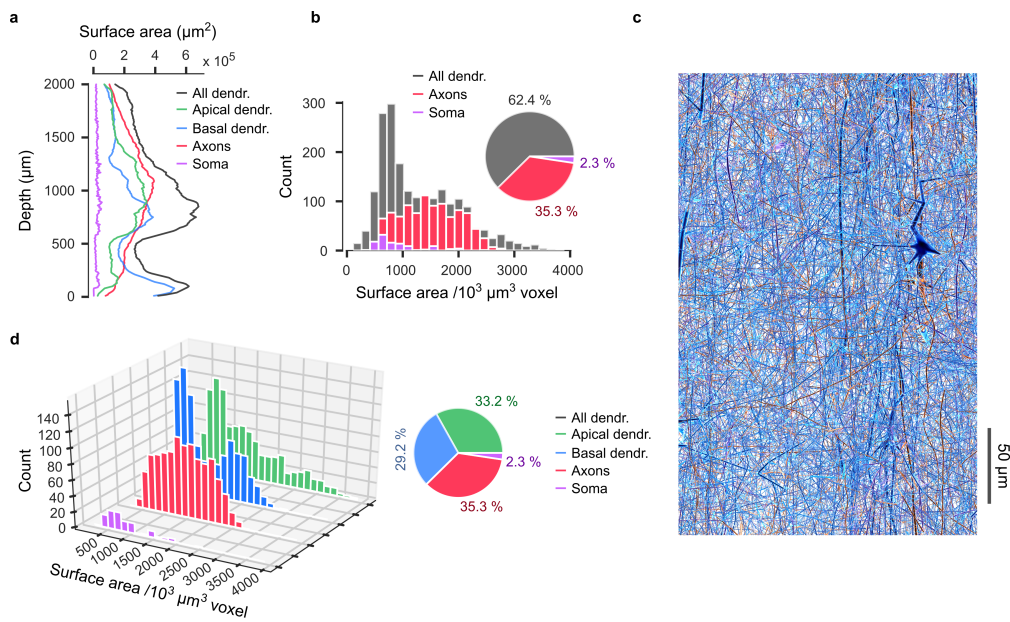 a
Surface area (µm²)
0 2 4 6
x 10⁵
2000
1500
1000
500
0
Depth (µm)
All dendr.
Apical dendr.
Basal dendr.
Axons
Soma
b
All dendr.
Axons
Soma
62.4 %
2.3 %
35.3 %
300
200
100
0
Count
0 1000 2000 3000 4000
Surface area /10³ µm³ voxel
c
50 µm
d
140
120
100
80
60
40
20
0
Count
500
1000
1500
2000
2500
3000
3500
4000
Surface area /10³ µm³ voxel
33.2 %
29.2 %
2.3 %
35.3 %
All dendr.
Apical dendr.
Basal dendr.
Axons
Soma